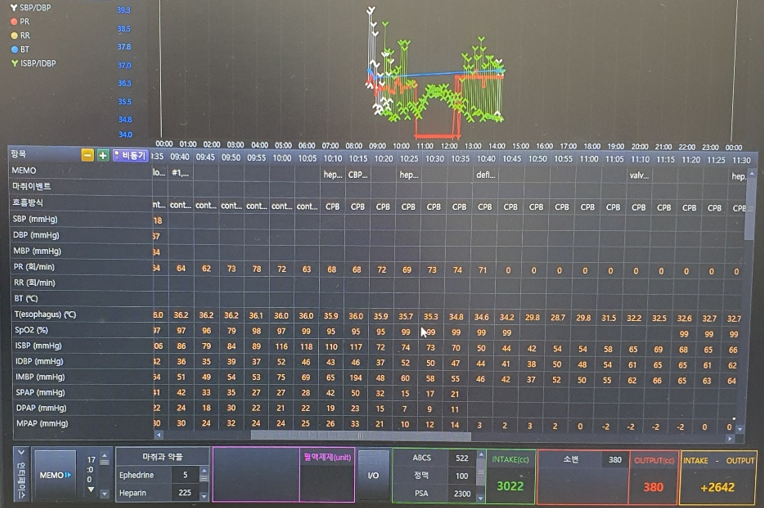 SBP/DBP
PR
RR
BT
ISBP/IDBP
39.3
38.5
37.8
37.0
36.3
35.5
34.8
34.0
00:00 01:00 02:00 03:00 04:00 05:00 06:00 07:00 08:00 09:00 10:00 11:00 12:00 13:00 14:00 15:00 16:00 17:00 18:00 19:00 20:00 21:00 22:00 23:00 00:00
항목 비동기 :35 09:40 09:45 09:50 09:55 10:00 10:05 10:10 10:15 10:20 10:25 10:30 10:35 10:40 10:45 10:50 10:55 11:00 11:05 11:10 11:15 11:20 11:25 11:30
MEMO lo... #1,... hep... CBP... hep... defi... valv... hep..
마취이벤트
호흡방식 nt... cont... cont... cont... cont... cont... cont... CPB CPB CPB CPB CPB CPB CPB CPB CPB CPB CPB CPB CPB CPB CPB CPB CPB
SBP (mmHg) 18
DBP (mmHg) 37
MBP (mmHg) 34
PR (회/min) 34 64 62 73 78 72 63 68 68 72 69 73 74 71 0 0 0 0 0 0 0 0 0 0
RR (회/min)
BT (℃)
T(esophagus) (℃) 6.0 36.2 36.2 36.2 36.1 36.0 36.0 35.9 36.0 35.9 35.7 35.3 34.8 34.6 34.2 29.8 28.7 29.8 31.5 32.2 32.5 32.6 32.7 32.7
SpO2 (%) 97 97 96 79 98 97 99 95 95 95 99 99 99 99 99 99 99 99
ISBP (mmHg) 06 86 79 84 89 116 118 110 117 72 74 73 70 50 44 42 54 54 58 65 69 68 65 66
IDBP (mmHg) 42 36 35 39 37 52 46 43 46 37 52 50 47 44 41 38 50 48 54 61 65 65 61 62
IMBP (mmHg) 64 51 49 54 53 75 69 65 194 48 60 58 55 46 42 37 52 50 55 62 66 65 63 64
SPAP (mmHg) 41 42 33 35 27 27 28 42 50 32 15 17 21
DPAP (mmHg) 22 24 18 30 22 21 22 19 23 15 7 9 11
MPAP (mmHg) 30 30 24 32 24 24 25 26 33 21 10 12 14 3 2 3 2 0 -2 -2 -2 -2 0 0
인터페이스
MEMO
17
:0
0
마취과 약물
Ephedrine 5
Heparin 225
혈액제제(unit)
I/O
A|CS 522
정맥 100
PSA 2300
INTAKE(cc)
3022
소변 380
OUTPUT(cc)
380
INTAKE - OUTPUT
+2642